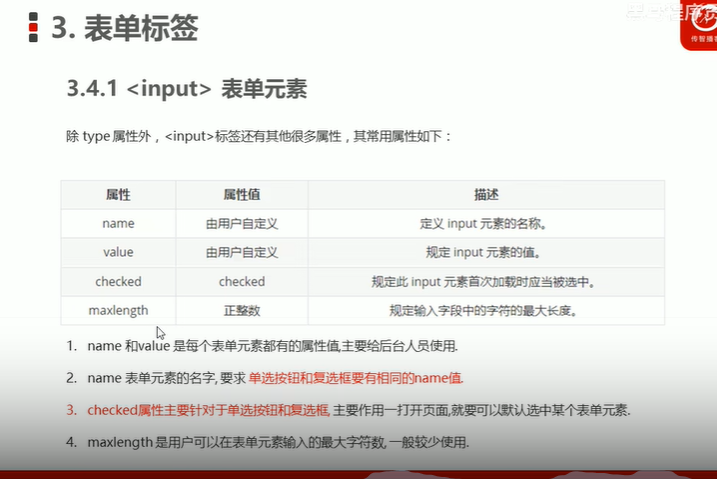 3. 表单标签
3.4.1 <input> 表单元素
除 type 属性外，<input>标签还有其他很多属性，其常用属性如下：
属性 属性值 描述
name 由用户自定义 定义 input 元素的名称。
value 由用户自定义 规定 input 元素的值。
checked checked 规定此 input 元素首次加载时应当被选中。
maxlength 正整数 规定输入字段中的字符的最大长度。
1. name 和value 是每个表单元素都有的属性值,主要给后台人员使用.
2. name 表单元素的名字, 要求 单选按钮和复选框要有相同的name值.
3. checked属性主要针对于单选按钮和复选框, 主要作用一打开页面,就要可以默认选中某个表单元素.
4. maxlength 是用户可以在表单元素输入的最大字符数, 一般较少使用.